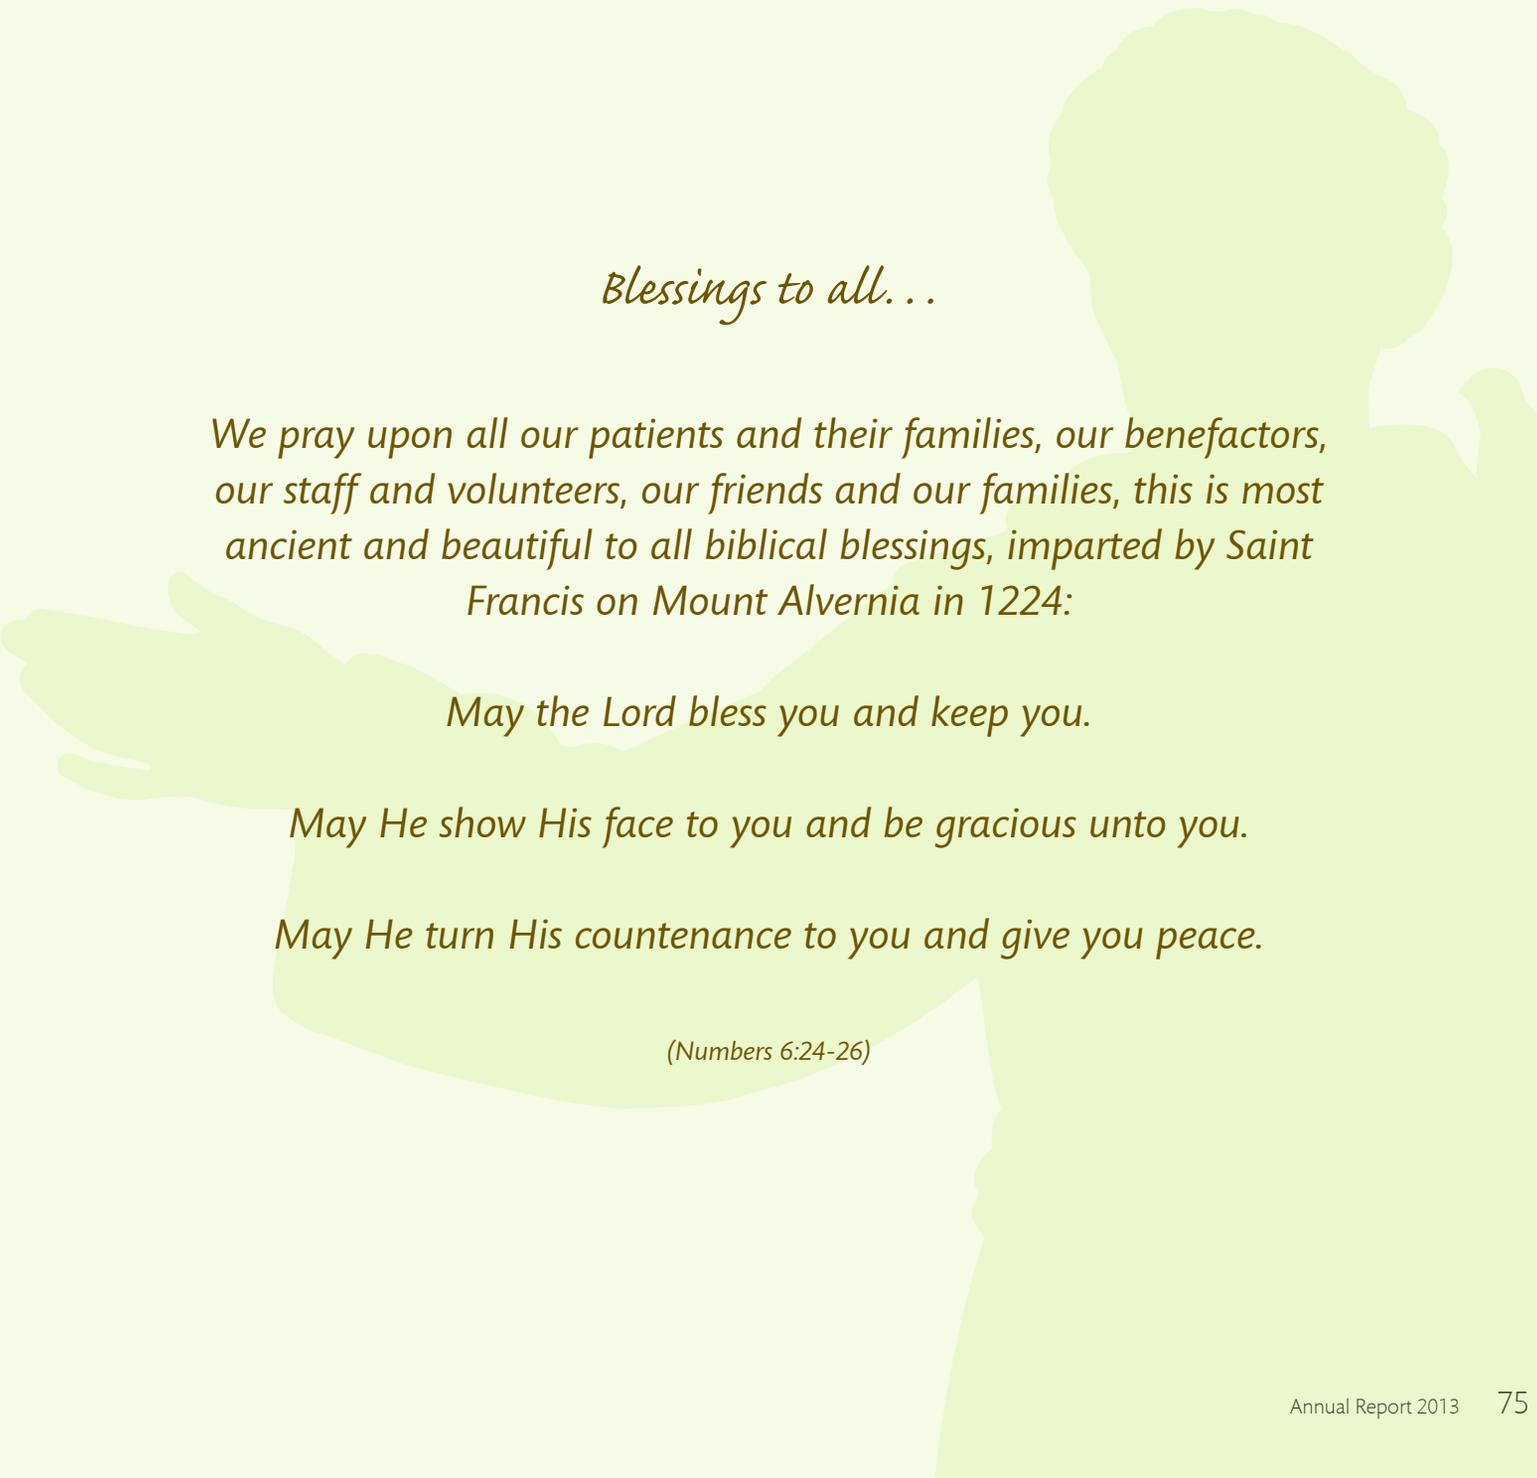 Blessings to all...
We pray upon all our patients and their families, our benefactors,
our staff and volunteers, our friends and our families, this is most
ancient and beautiful to all biblical blessings, imparted by Saint
Francis on Mount Alvernia in 1224:
May the Lord bless you and keep you.
May He show His face to you and be gracious unto you.
May He turn His countenance to you and give you peace.
(Numbers 6:24-26)
Annual Report 2013 75